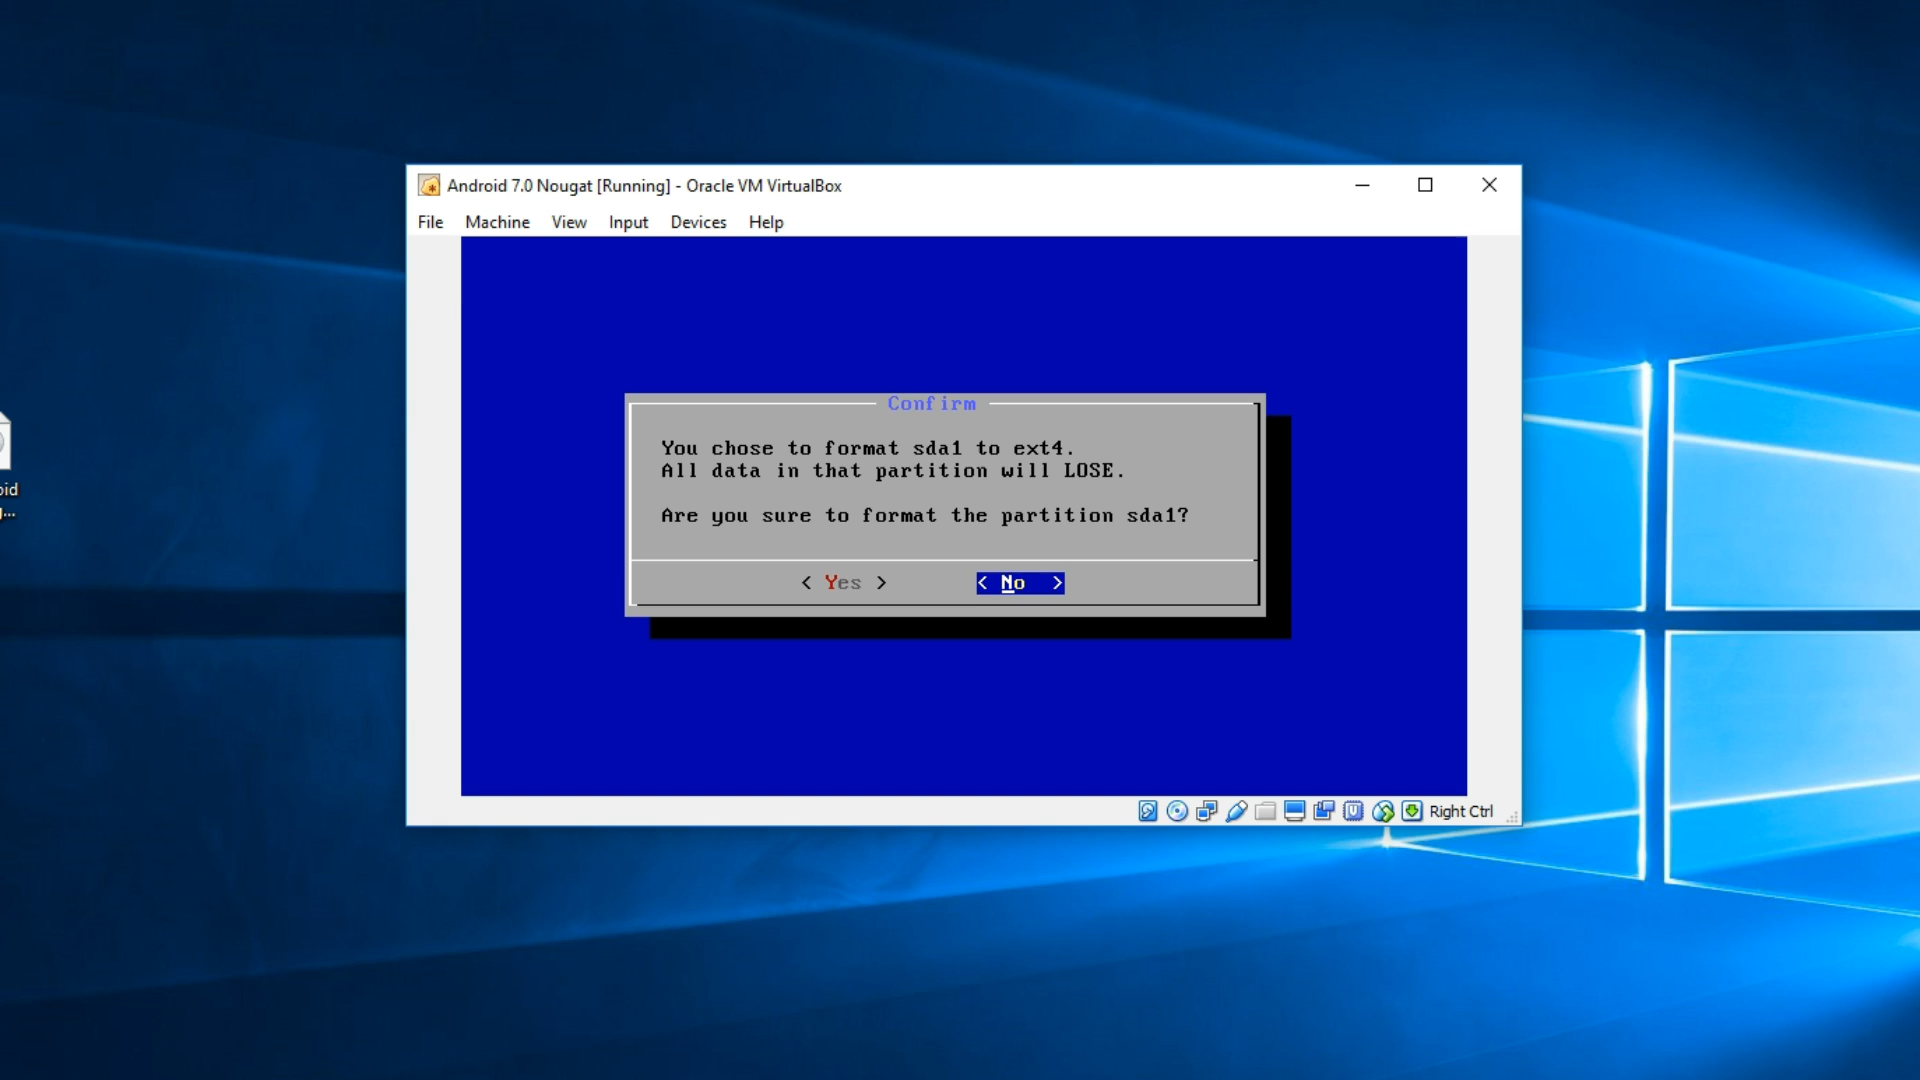 Android 7.0 Nougat [Running] - Oracle VM VirtualBox
File Machine View Input Devices Help
Confirm
You chose to format sda1 to ext4.
All data in that partition will LOSE.
Are you sure to format the partition sda1?
< Yes > < No >
oid
...
Right Ctrl